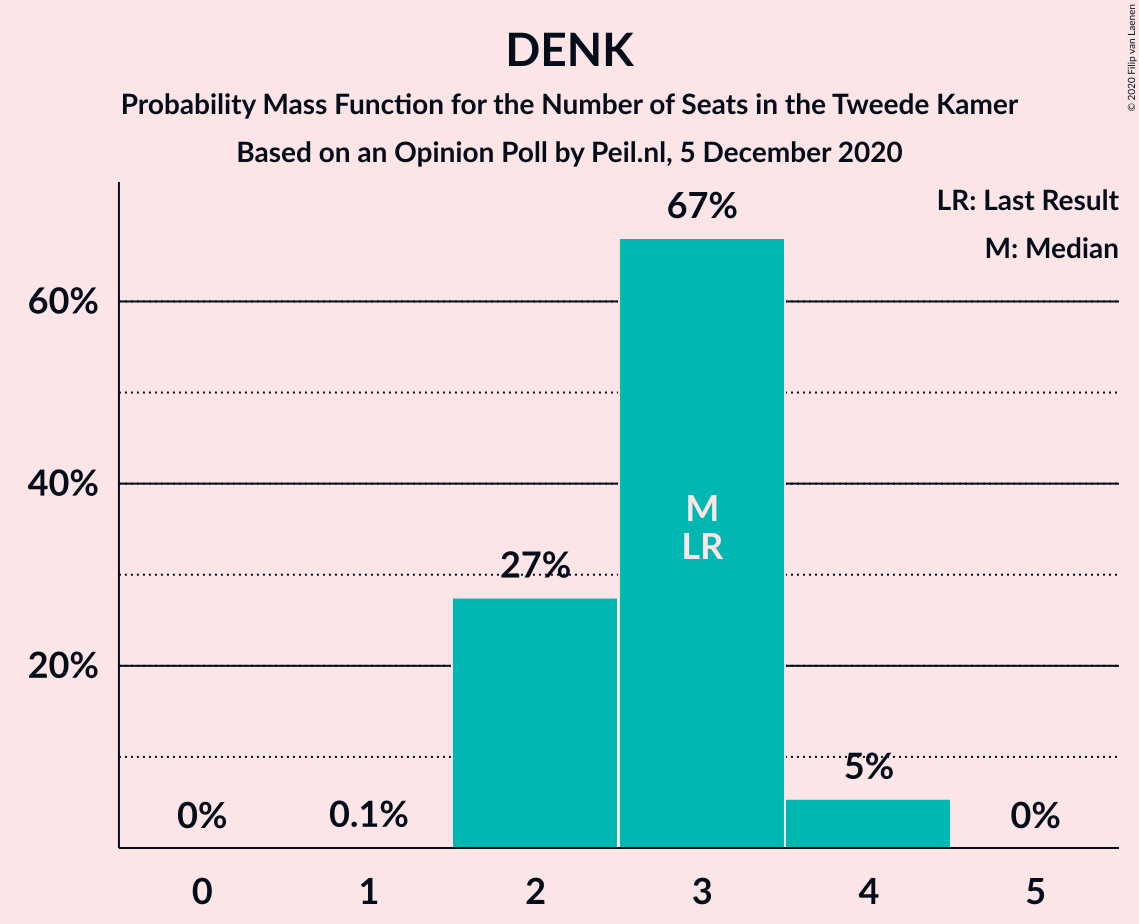 DENK
Probability Mass Function for the Number of Seats in the Tweede Kamer
Based on an Opinion Poll by Peil.nl, 5 December 2020
© 2020 Filip van Laenen
LR: Last Result
M: Median
67%
60%
40%
M
LR
27%
20%
5%
0%
0.1%
0%
0 1 2 3 4 5